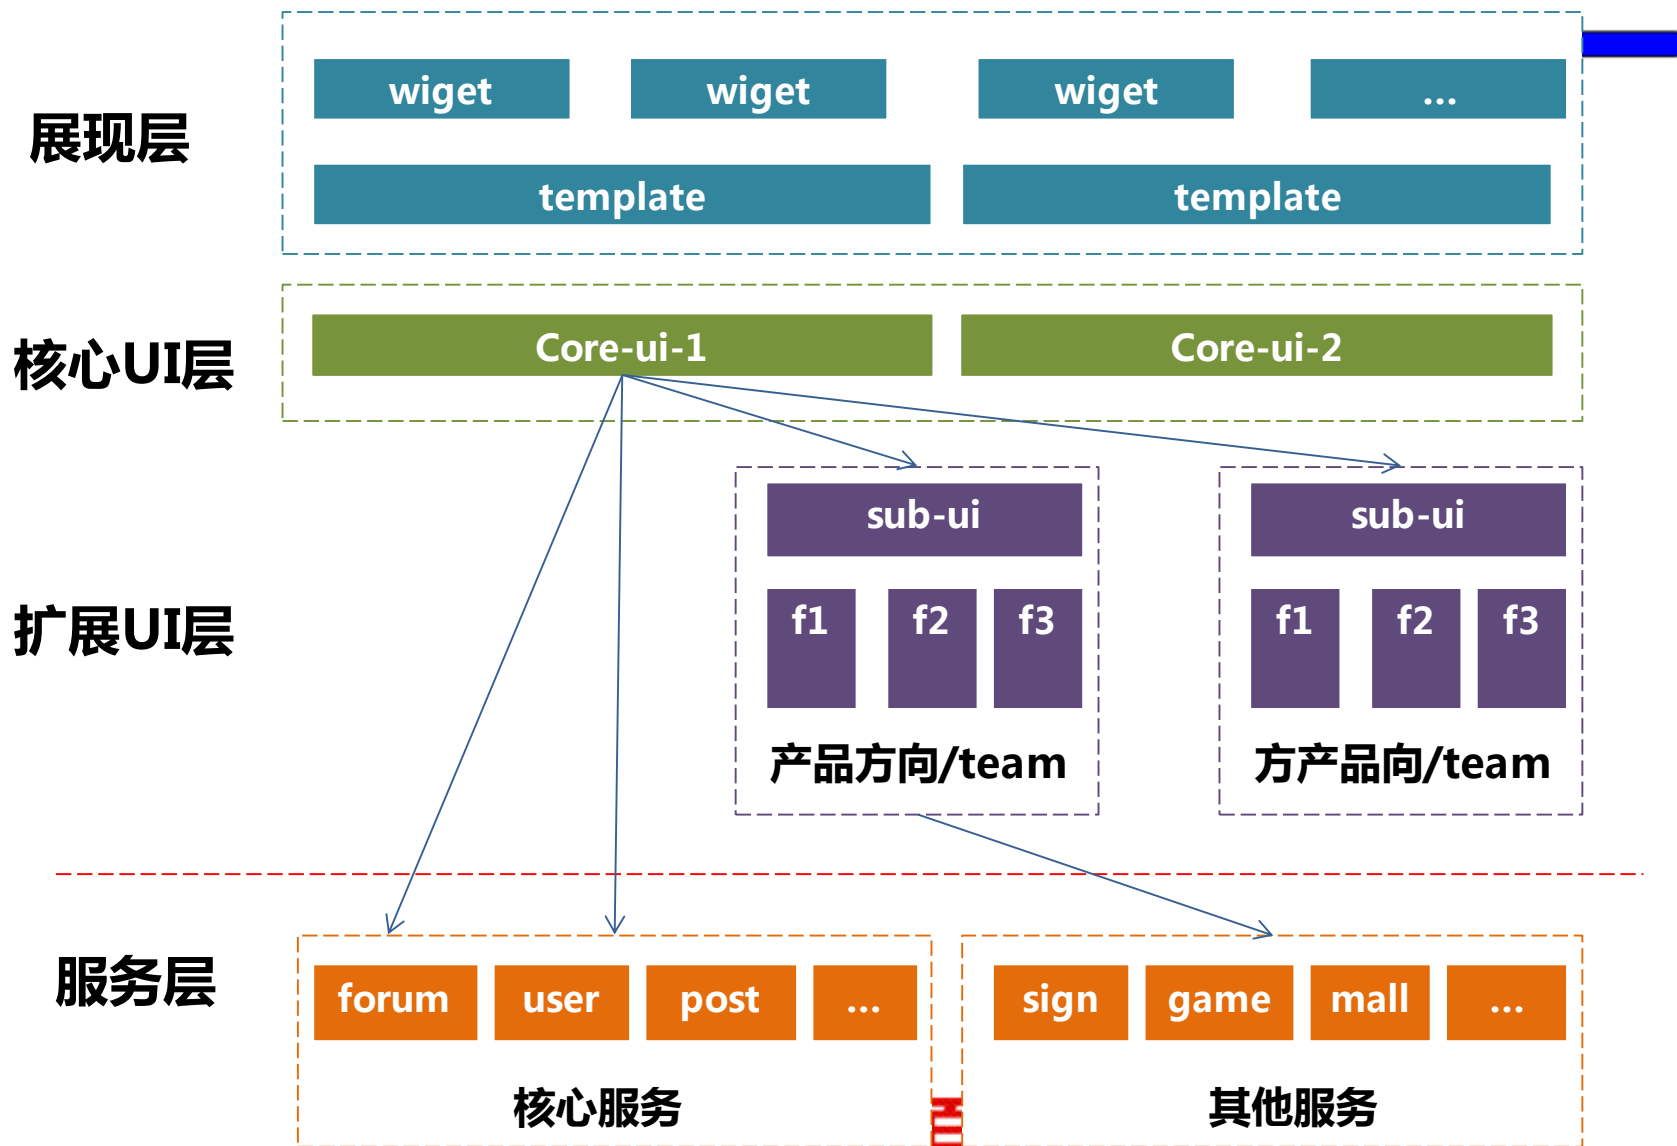 展现层
wiget wiget wiget ...
template template
核心UI层
Core-ui-1 Core-ui-2
扩展UI层
sub-ui sub-ui
f1 f2 f3 f1 f2 f3
产品方向/team 方产品向/team
服务层
forum user post ... sign game mall ...
核心服务 其他服务